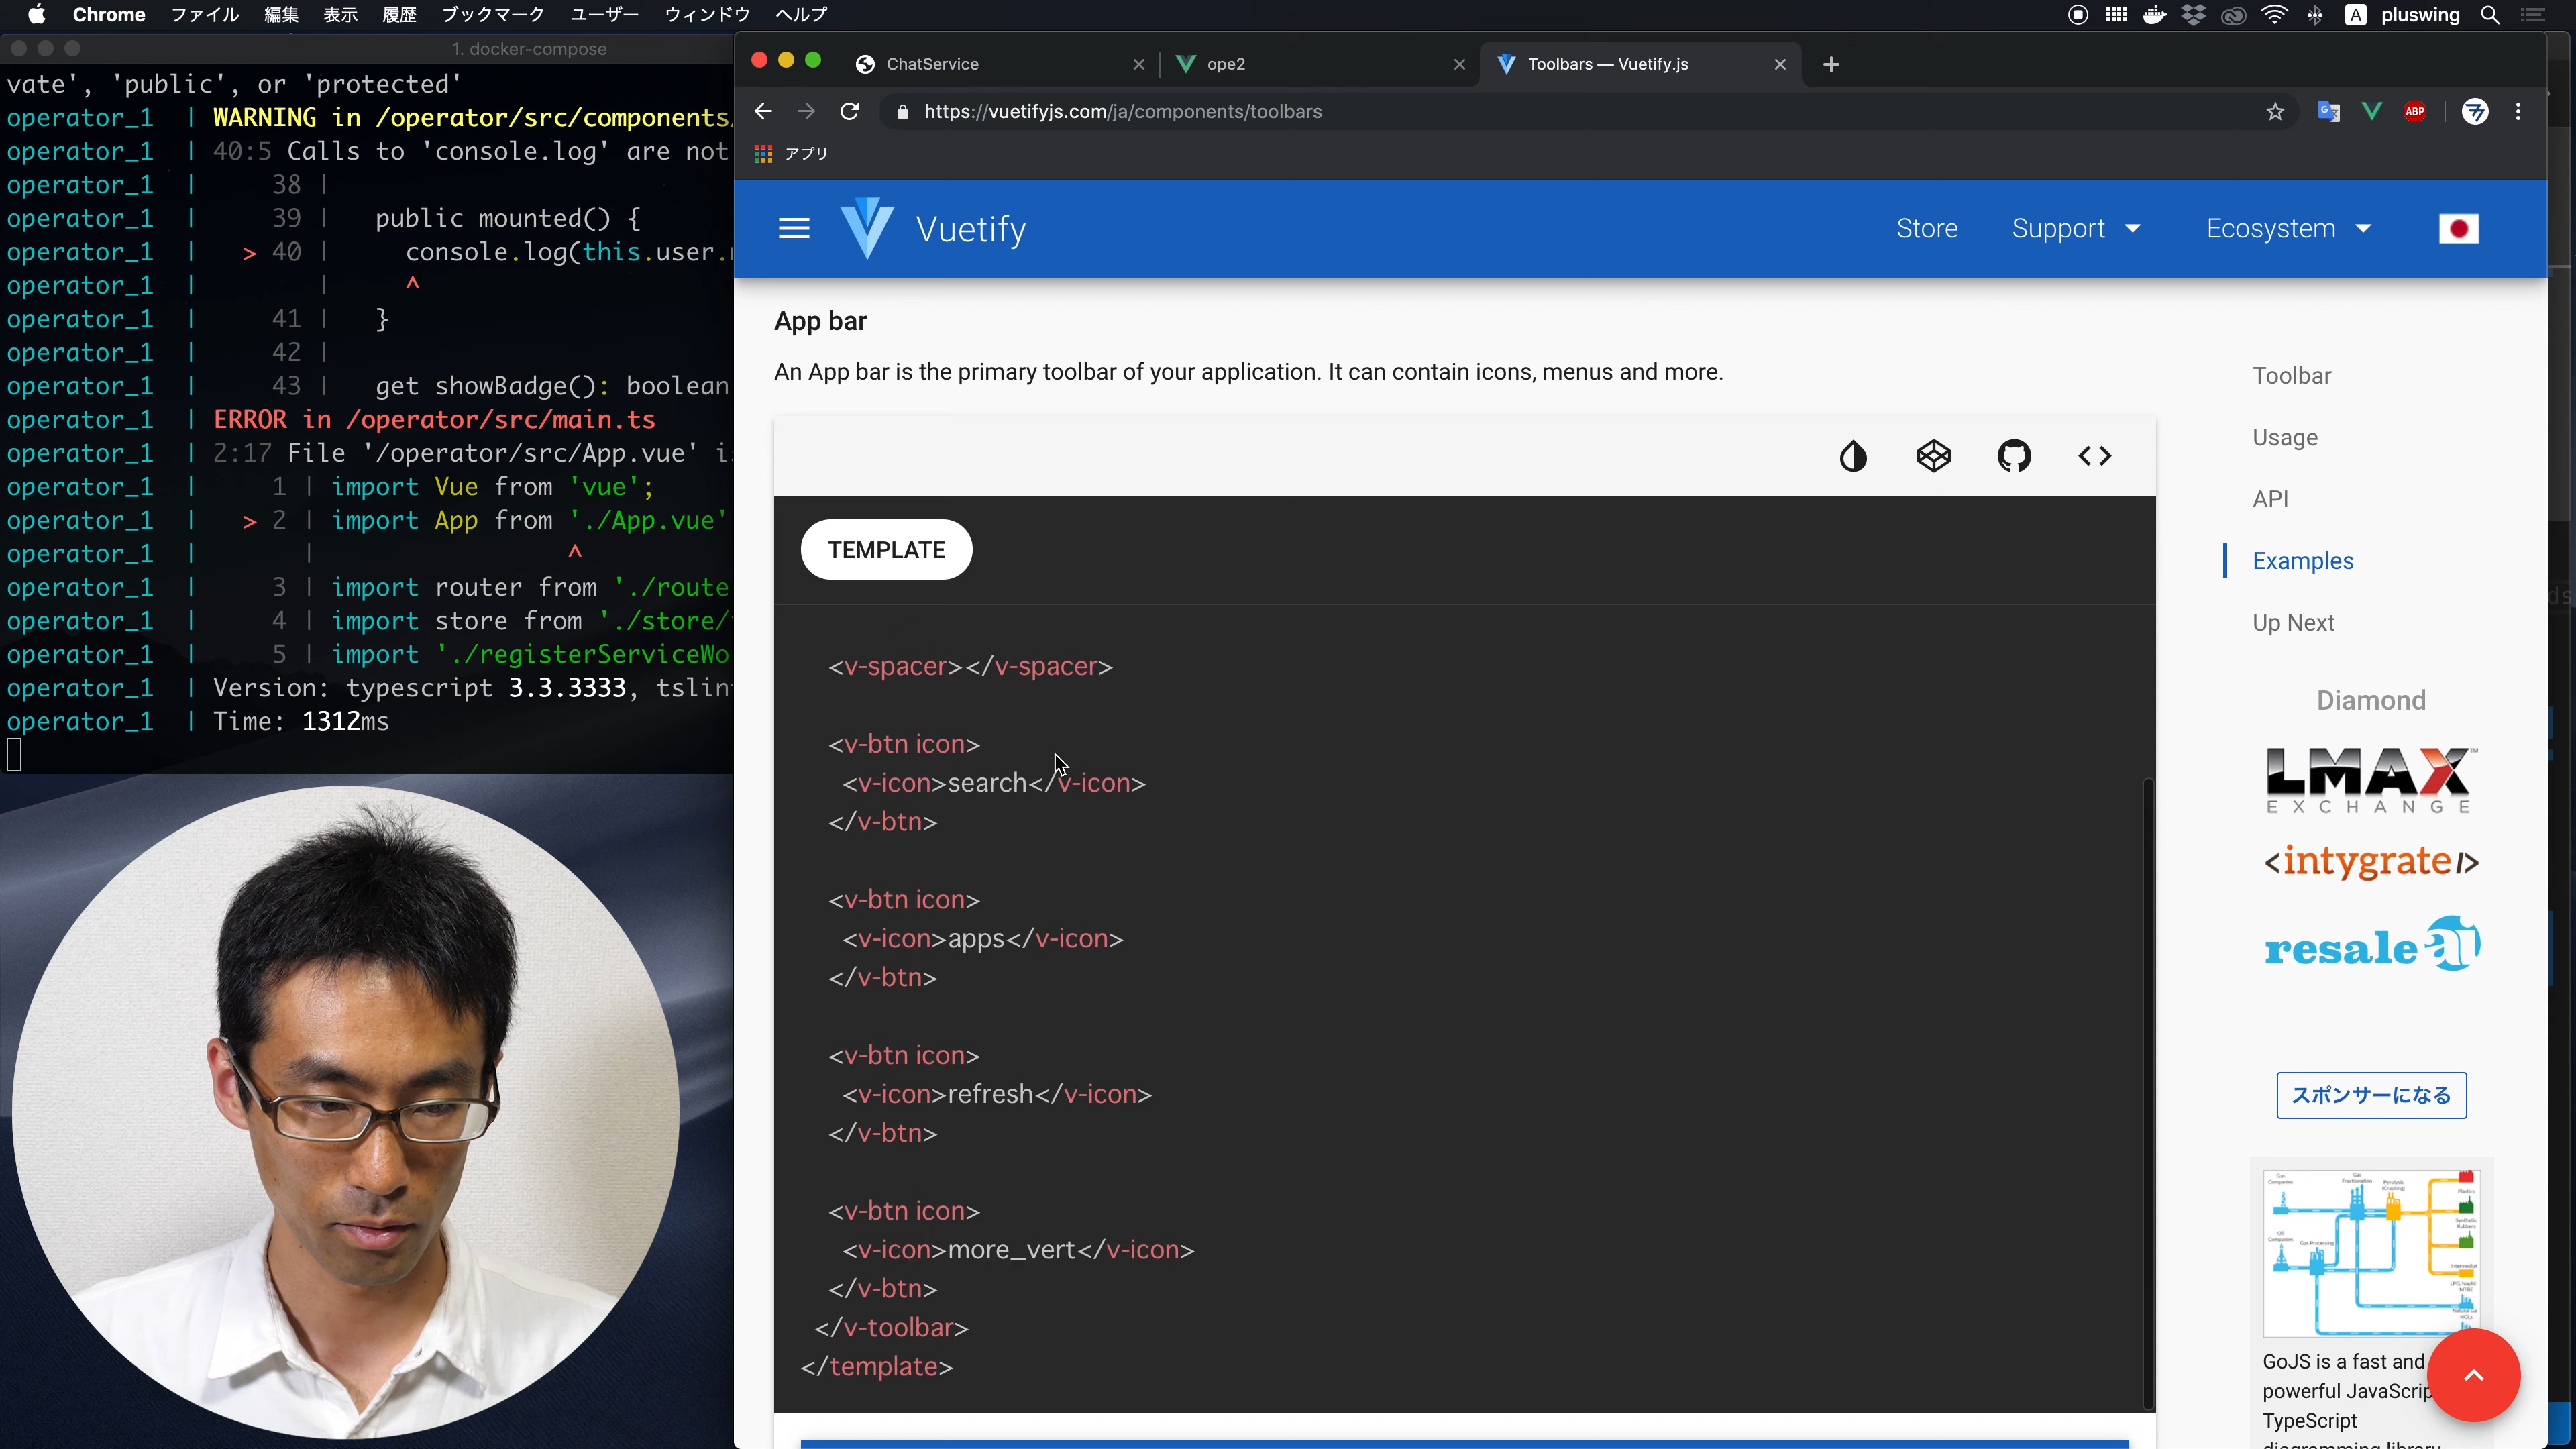 Chrome ファイル 編集 表示 履歴 ブックマーク ユーザー ウィンドウ ヘルプ
A pluswing
1. docker-compose
vate', 'public', or 'protected'
operator_1 | WARNING in /operator/src/components/
operator_1 | 40:5 Calls to 'console.log' are not
operator_1 | 38 |
operator_1 | 39 | public mounted() {
operator_1 | > 40 | console.log(this.user.
operator_1 | | ^
operator_1 | 41 | }
operator_1 | 42 |
operator_1 | 43 | get showBadge(): boolean
operator_1 | ERROR in /operator/src/main.ts
operator_1 | 2:17 File '/operator/src/App.vue'
operator_1 | 1 | import Vue from 'vue';
operator_1 | > 2 | import App from './App.vue'
operator_1 | | ^
operator_1 | 3 | import router from './route
operator_1 | 4 | import store from './store/
operator_1 | 5 | import './registerServiceWo
operator_1 | Version: typescript 3.3.3333, tslin
operator_1 | Time: 1312ms
ChatService
ope2
Toolbars — Vuetify.js
https://vuetifyjs.com/ja/components/toolbars
ABP
アプリ
Vuetify
Store Support Ecosystem
App bar
An App bar is the primary toolbar of your application. It can contain icons, menus and more.
TEMPLATE
<v-spacer></v-spacer>
<v-btn icon>
<v-icon>search</v-icon>
</v-btn>
<v-btn icon>
<v-icon>apps</v-icon>
</v-btn>
<v-btn icon>
<v-icon>refresh</v-icon>
</v-btn>
<v-btn icon>
<v-icon>more_vert</v-icon>
</v-btn>
</v-toolbar>
</template>
Toolbar
Usage
API
Examples
Up Next
Diamond
LMAX
EXCHANGE
<intygrate/>
resale
スポンサーになる
GoJS is a fast and
powerful JavaScrip
TypeScript